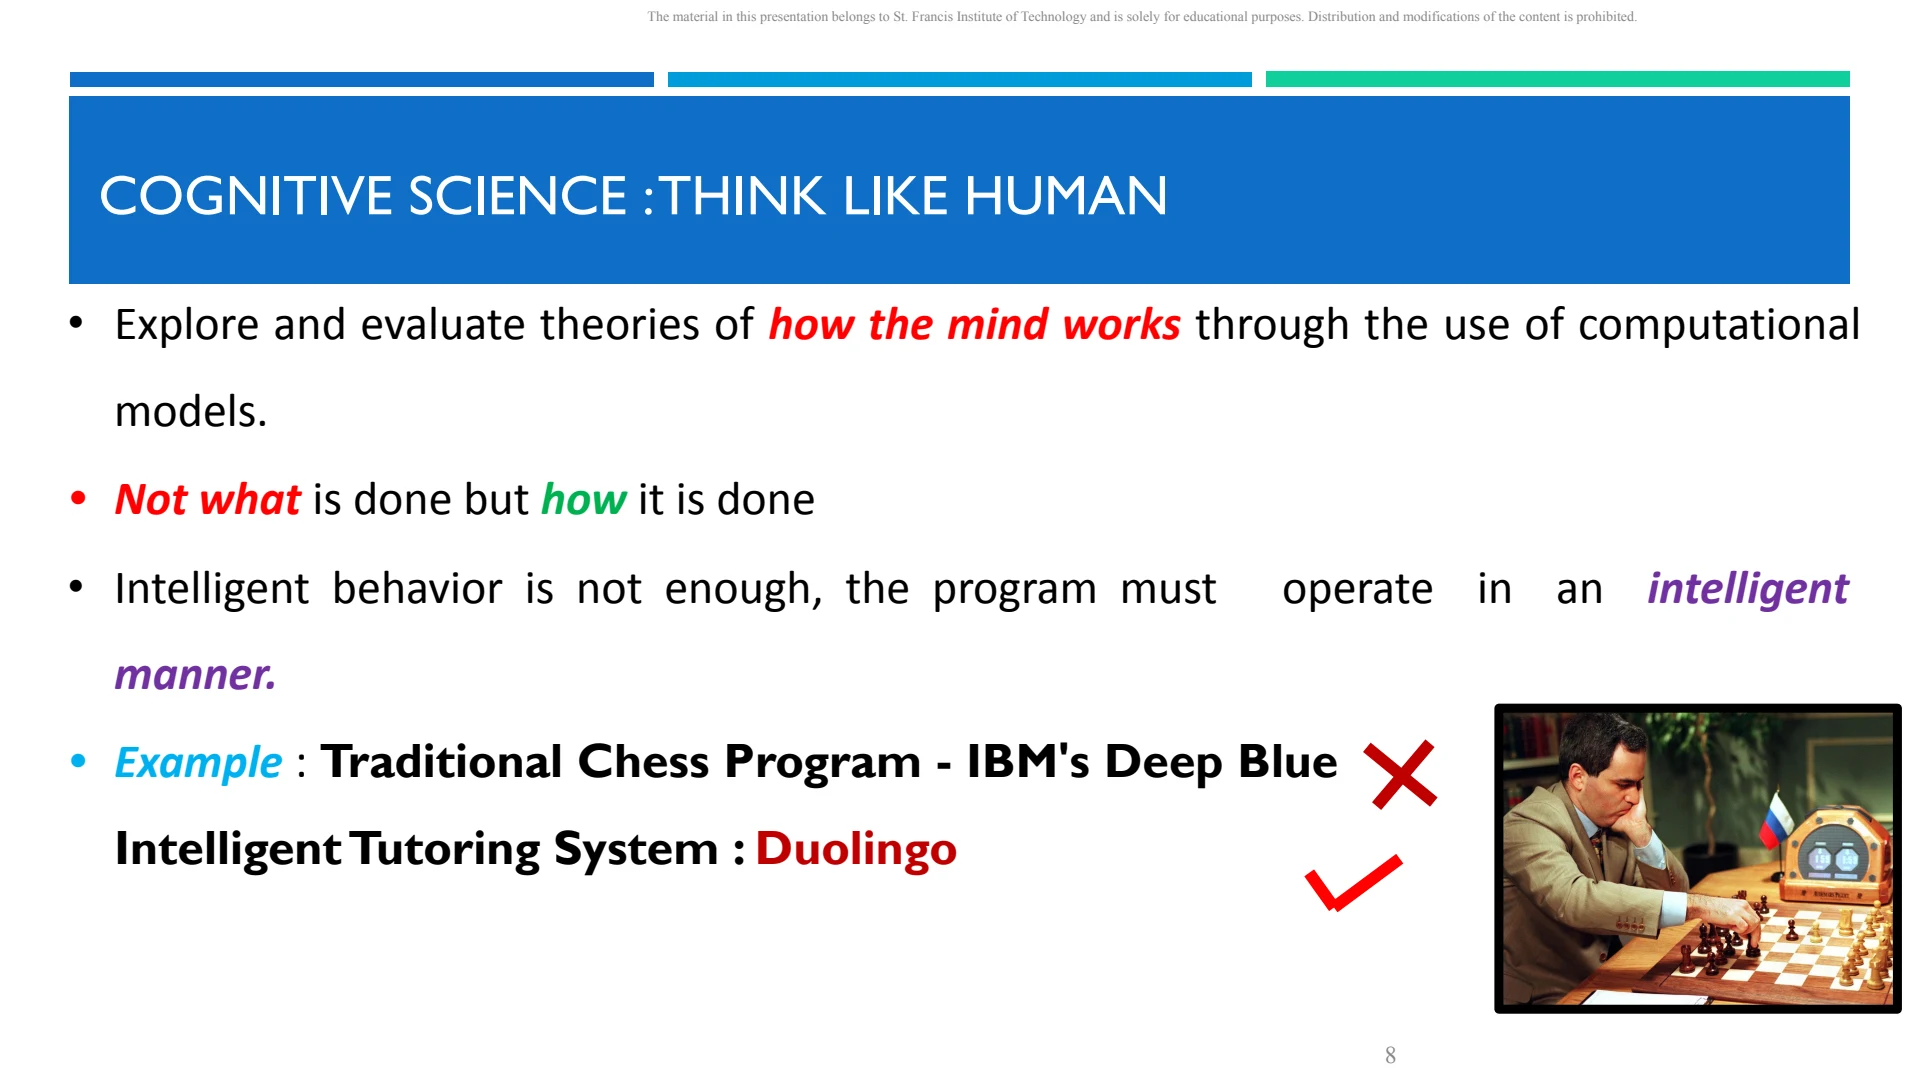 The material in this presentation belongs to St. Francis Institute of Technology and is solely for educational purposes. Distribution and modifications of the content is prohibited.
COGNITIVE SCIENCE : THINK LIKE HUMAN
• Explore and evaluate theories of how the mind works through the use of computational
models.
• Not what is done but how it is done
• Intelligent behavior is not enough, the program must operate in an intelligent
manner.
• Example : Traditional Chess Program - IBM's Deep Blue
Intelligent Tutoring System : Duolingo
8